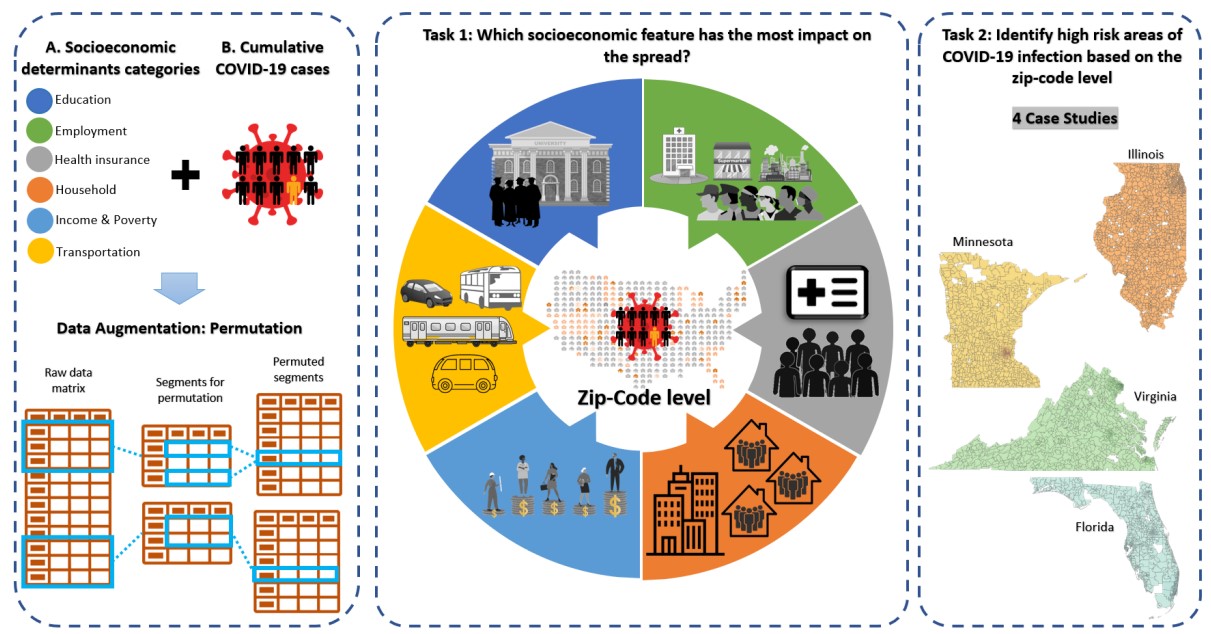 A. Socioeconomic
determinants categories
B. Cumulative
COVID-19 cases
Education
Employment
Health insurance
Household
Income & Poverty
Transportation
Data Augmentation: Permutation
Raw data
matrix
Segments for
permutation
Permuted
segments
Task 1: Which socioeconomic feature has the most impact on
the spread?
UNIVERSITY
Supermarket
Zip-Code level
Task 2: Identify high risk areas of
COVID-19 infection based on the
zip-code level
4 Case Studies
Illinois
Minnesota
Virginia
Florida